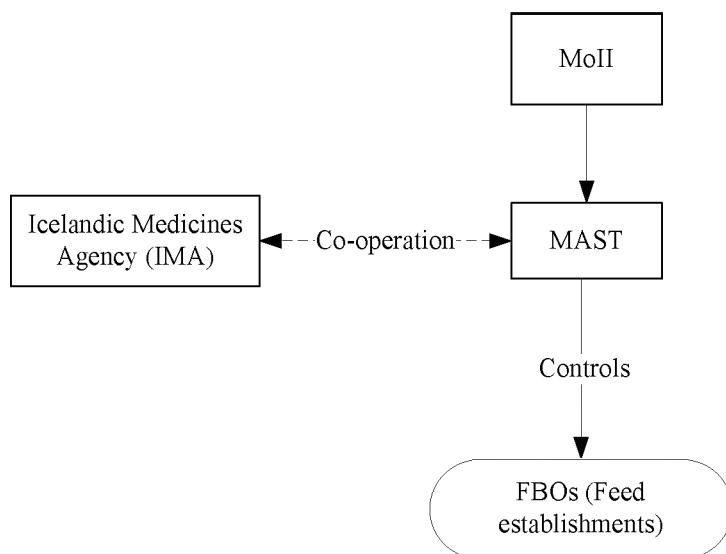 MoII
Icelandic Medicines
Agency (IMA)
Co-operation
MAST
Controls
FBOs (Feed
establishments)